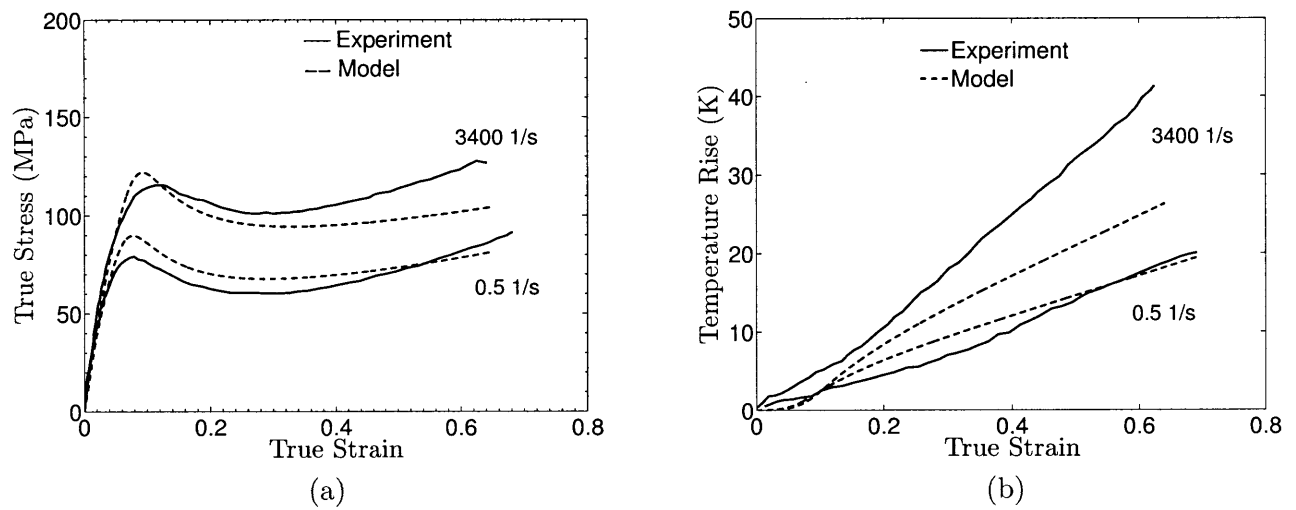 200
150
100
50
0
0
0.2
0.4
0.6
0.8
True Stress (MPa)
True Strain
Experiment
Model
3400 1/s
0.5 1/s
(a)
50
40
30
20
10
0
0
0.2
0.4
0.6
0.8
Temperature Rise (K)
True Strain
Experiment
Model
3400 1/s
0.5 1/s
(b)